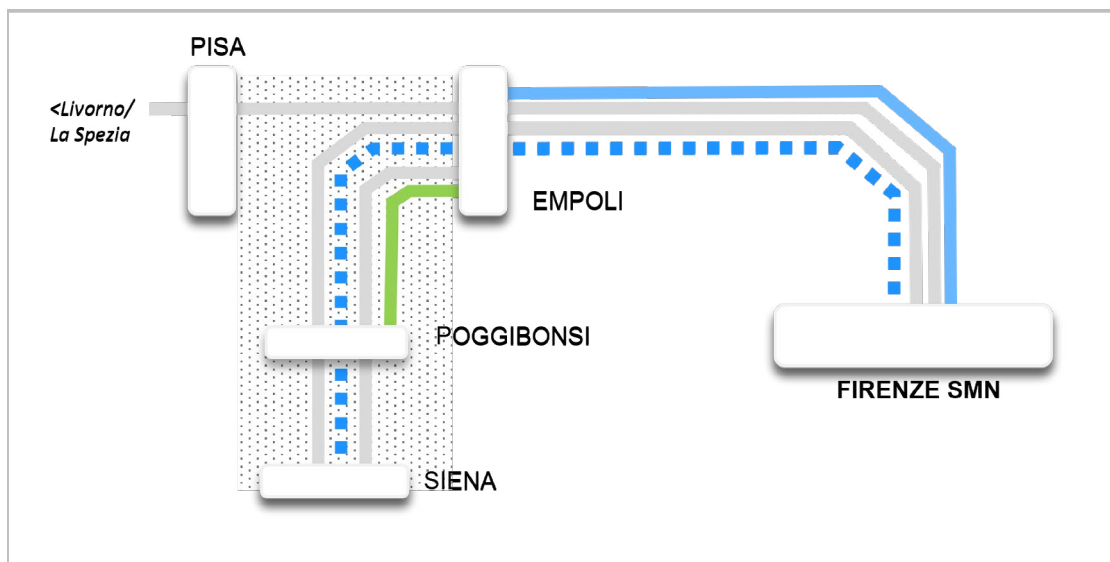 PISA
<Livorno/
La Spezia
EMPOLI
POGGIBONSI
FIRENZE SMN
SIENA